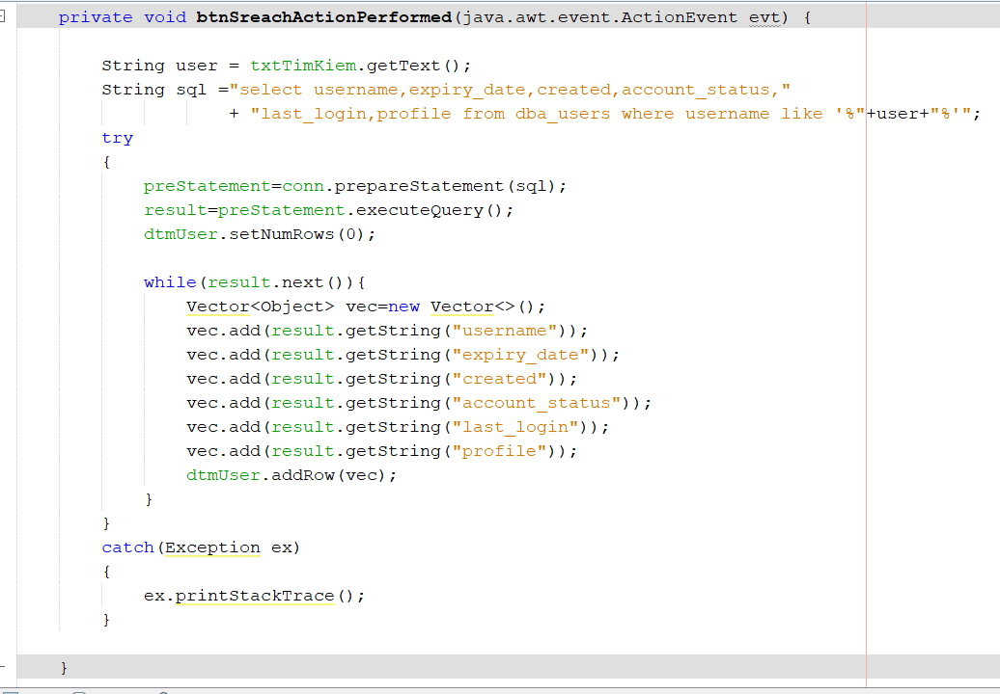 private void btnSreachActionPerformed(java.awt.event.ActionEvent evt) {
String user = txtTimKiem.getText();
String sql ="select username,expiry_date,created,account_status,"
+ "last_login,profile from dba_users where username like '%"+user+"%'";
try
{
preStatement=conn.prepareStatement(sql);
result=preStatement.executeQuery();
dtmUser.setNumRows(0);
while(result.next()){
Vector<Object> vec=new Vector<>();
vec.add(result.getString("username"));
vec.add(result.getString("expiry_date"));
vec.add(result.getString("created"));
vec.add(result.getString("account_status"));
vec.add(result.getString("last_login"));
vec.add(result.getString("profile"));
dtmUser.addRow(vec);
}
}
catch(Exception ex)
{
ex.printStackTrace();
}
}